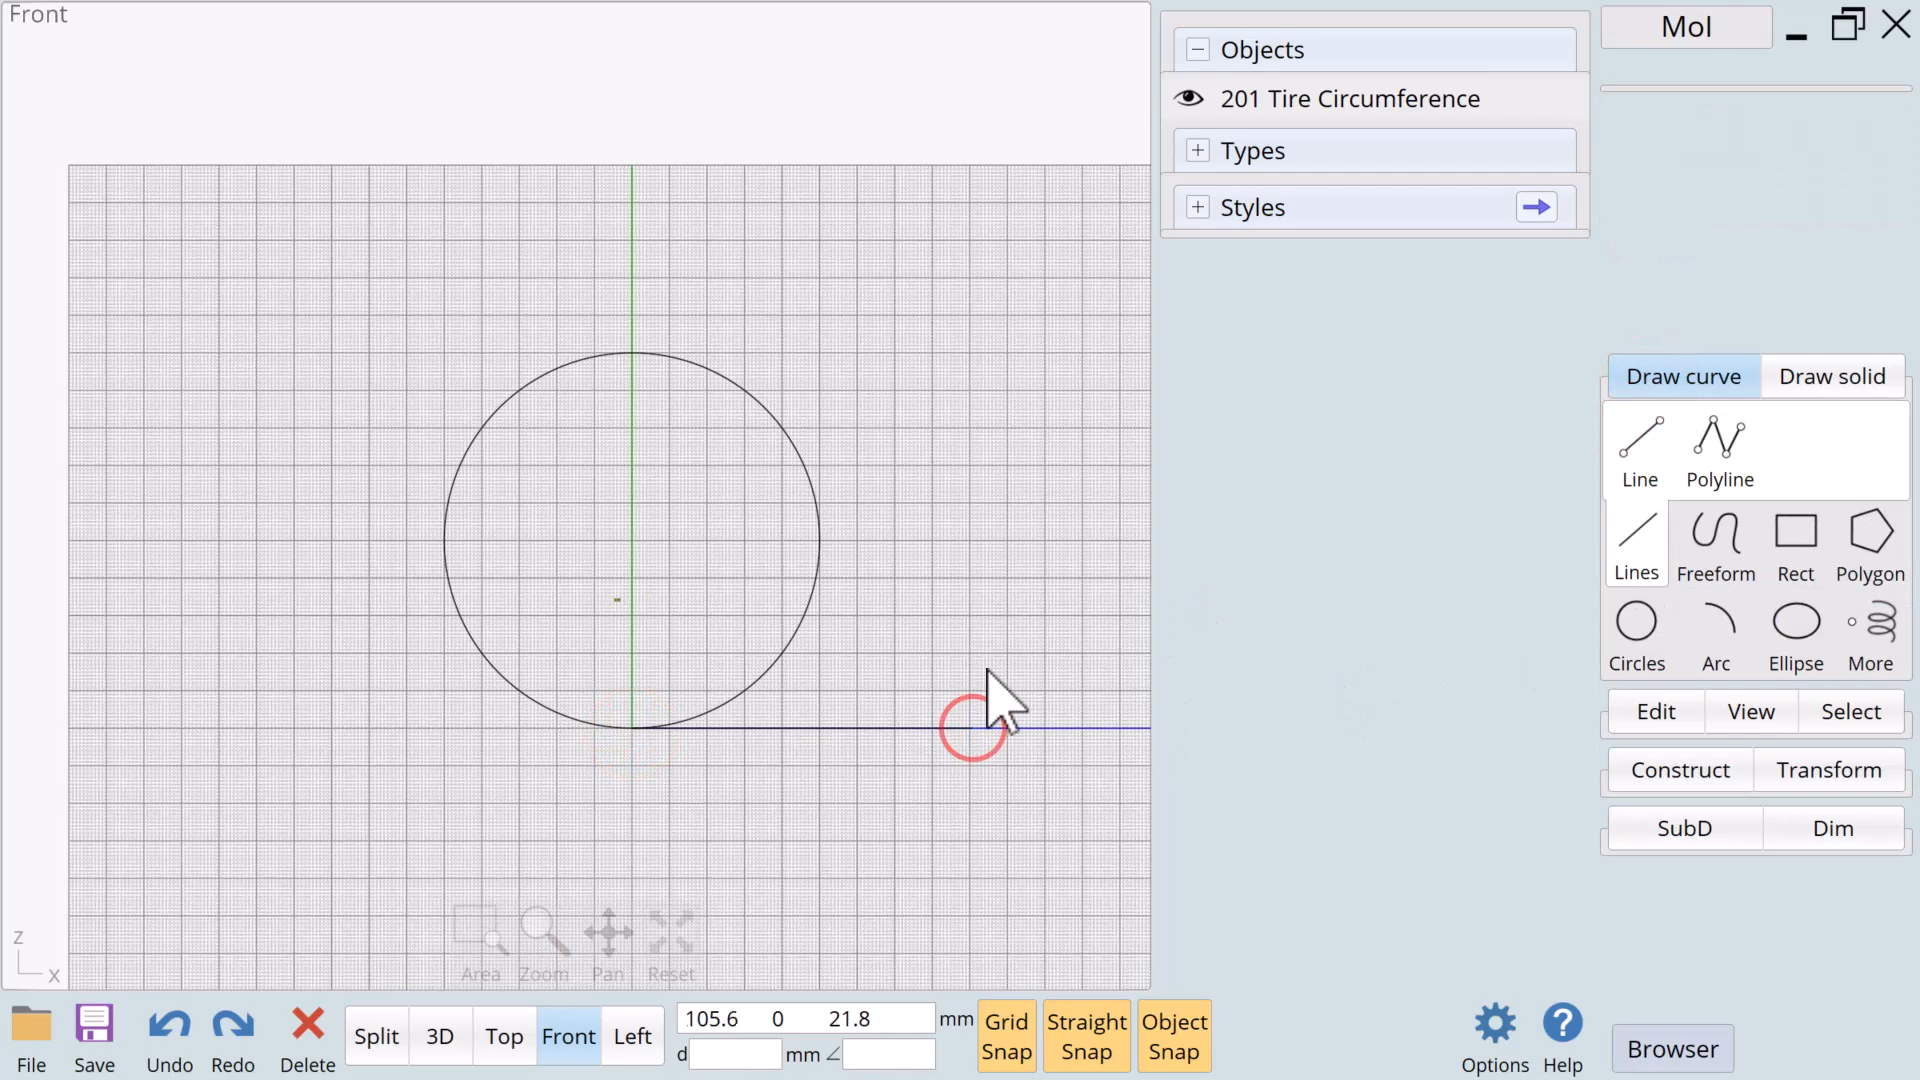 Front
Objects
201 Tire Circumference
Types
Styles
MoI
Draw curve
Draw solid
Line
Polyline
Lines
Freeform
Rect
Polygon
Circles
Arc
Ellipse
More
Edit
View
Select
Construct
Transform
SubD
Dim
z
x
Area
Zoom
Pan
Reset
File
Save
Undo
Redo
Delete
Split
3D
Top
Front
Left
105.6 0 21.8 mm
d mm ∠
Grid Snap
Straight Snap
Object Snap
Options
Help
Browser